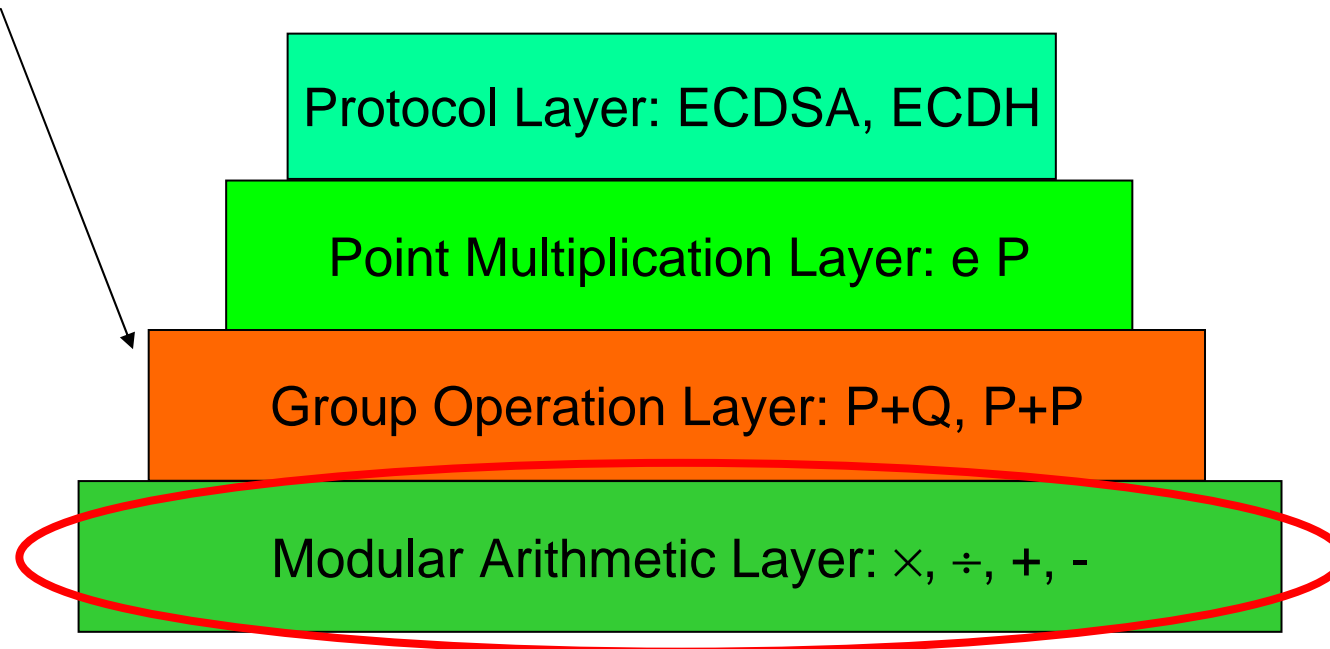 Protocol Layer: ECDSA, ECDH
Point Multiplication Layer: e P
Group Operation Layer: P+Q, P+P
Modular Arithmetic Layer: ×, ÷, +, -